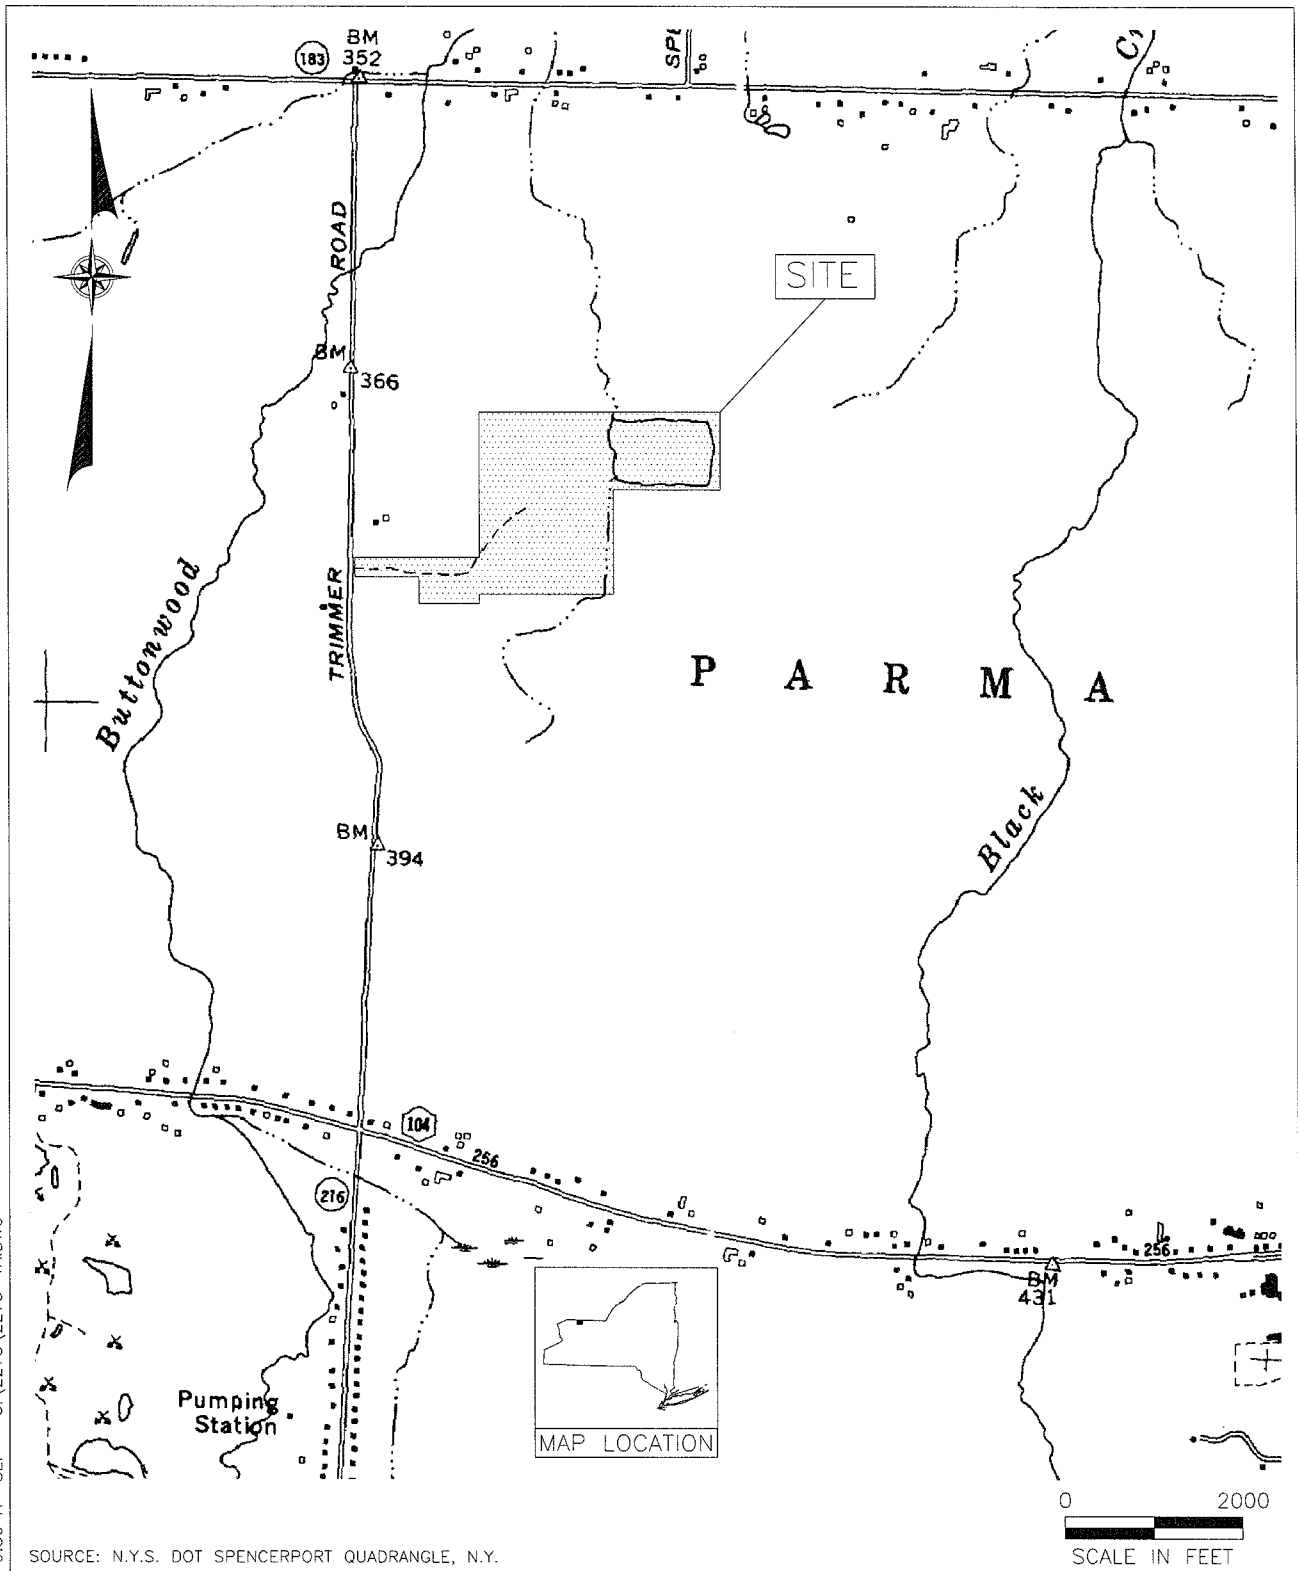 183
BM
352
SPL
C
ROAD
SITE
BM
366
Buttonwood
TRIMMER
P A R M A
BM
394
Black
104
256
216
256
BM
431
Pumping
Station
MAP LOCATION
0 2000
SCALE IN FEET
SOURCE: N.Y.S. DOT SPENCERPORT QUADRANGLE, N.Y.